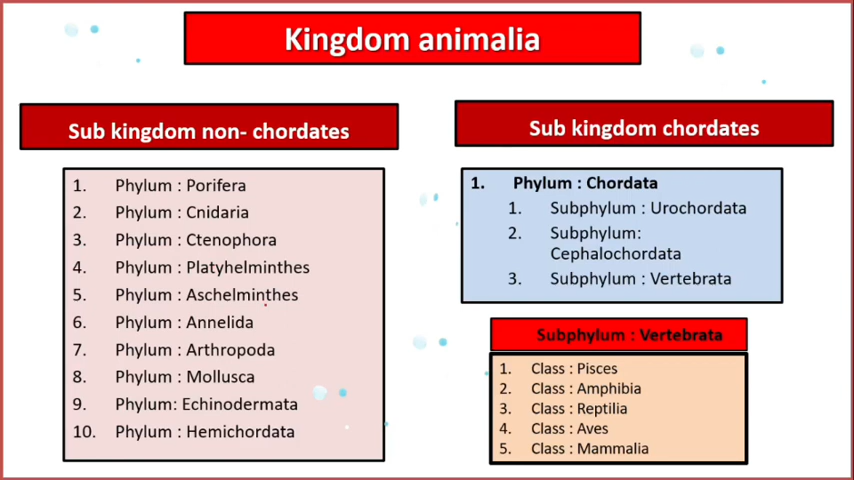 Kingdom animalia
Sub kingdom non- chordates
1. Phylum : Porifera
2. Phylum : Cnidaria
3. Phylum : Ctenophora
4. Phylum : Platyhelminthes
5. Phylum : Aschelminthes
6. Phylum : Annelida
7. Phylum : Arthropoda
8. Phylum : Mollusca
9. Phylum: Echinodermata
10. Phylum : Hemichordata
Sub kingdom chordates
1. Phylum : Chordata
1. Subphylum : Urochordata
2. Subphylum:
Cephalochordata
3. Subphylum : Vertebrata
Subphylum : Vertebrata
1. Class : Pisces
2. Class : Amphibia
3. Class : Reptilia
4. Class : Aves
5. Class : Mammalia